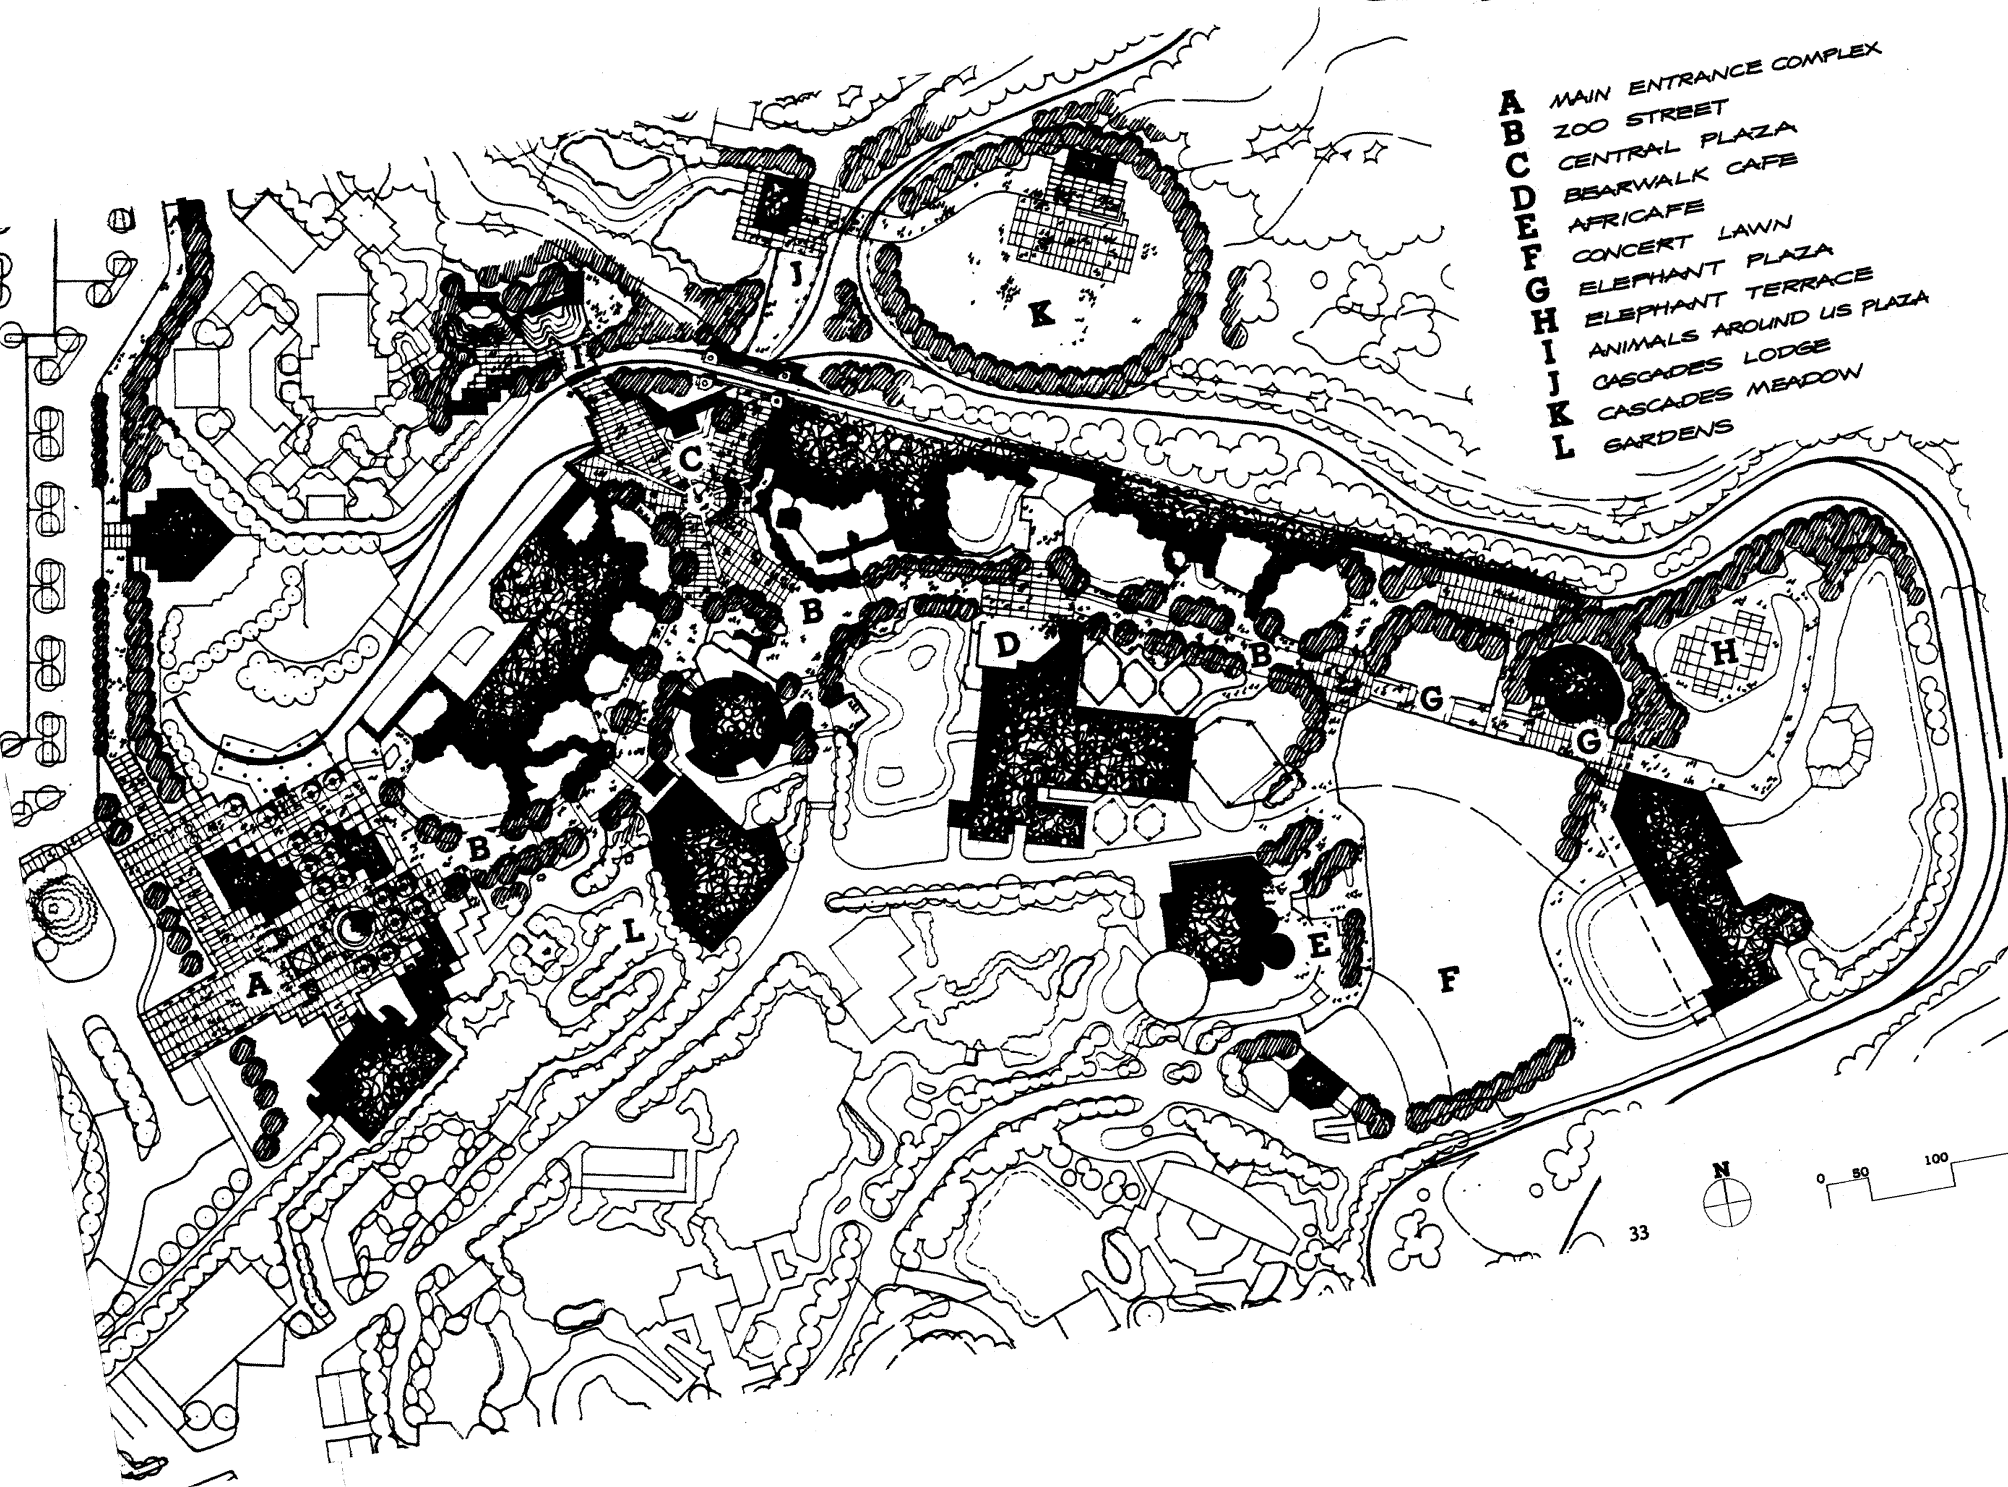 A MAIN ENTRANCE COMPLEX
B ZOO STREET
C CENTRAL PLAZA
D BEARWALK CAFE
E AFRICAFE
F CONCERT LAWN
G ELEPHANT PLAZA
H ELEPHANT TERRACE
I ANIMALS AROUND US PLAZA
J CASCADES LODGE
K CASCADES MEADOW
L GARDENS
J
K
I
C
B
D
B
H
G
G
B
L
E
A
F
N
0 50 100
33